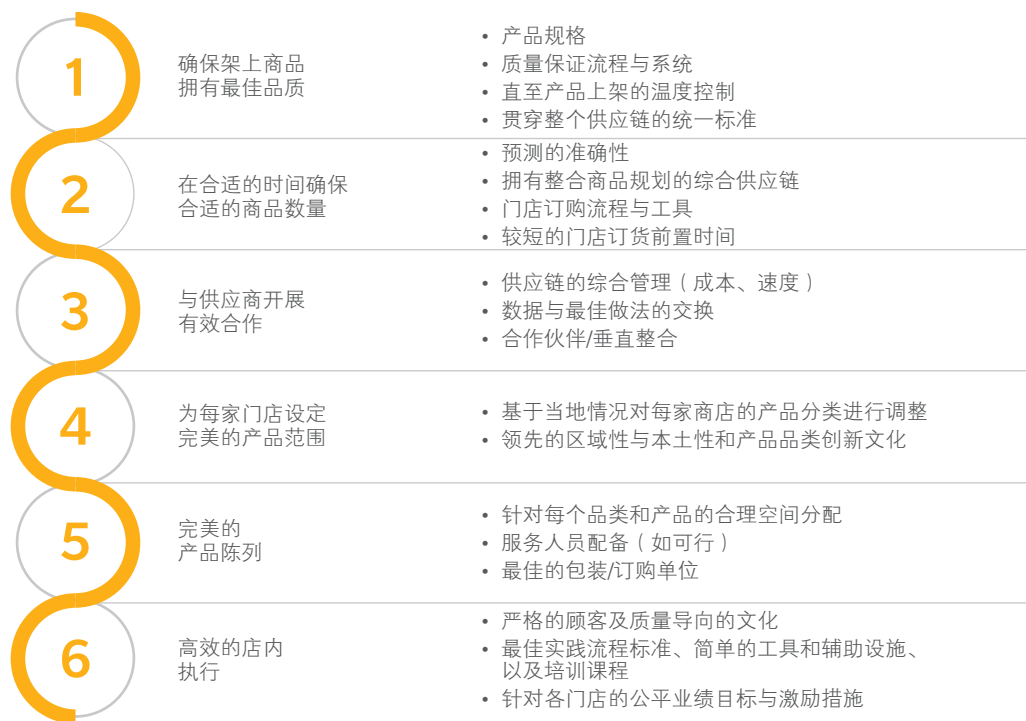 1
确保架上商品
拥有最佳品质
• 产品规格
• 质量保证流程与系统
• 直至产品上架的温度控制
• 贯穿整个供应链的统一标准
2
在合适的时间确保
合适的商品数量
• 预测的准确性
• 拥有整合商品规划的综合供应链
• 门店订购流程与工具
• 较短的门店订货前置时间
3
与供应商开展
有效合作
• 供应链的综合管理（成本、速度）
• 数据与最佳做法的交换
• 合作伙伴/垂直整合
4
为每家门店设定
完美的产品范围
• 基于当地情况对每家商店的产品分类进行调整
• 领先的区域性与本土性和产品品类创新文化
5
完美的
产品陈列
• 针对每个品类和产品的合理空间分配
• 服务人员配备（如可行）
• 最佳的包装/订购单位
6
高效的店内
执行
• 严格的顾客及质量导向的文化
• 最佳实践流程标准、简单的工具和辅助设施、
以及培训课程
• 针对各门店的公平业绩目标与激励措施